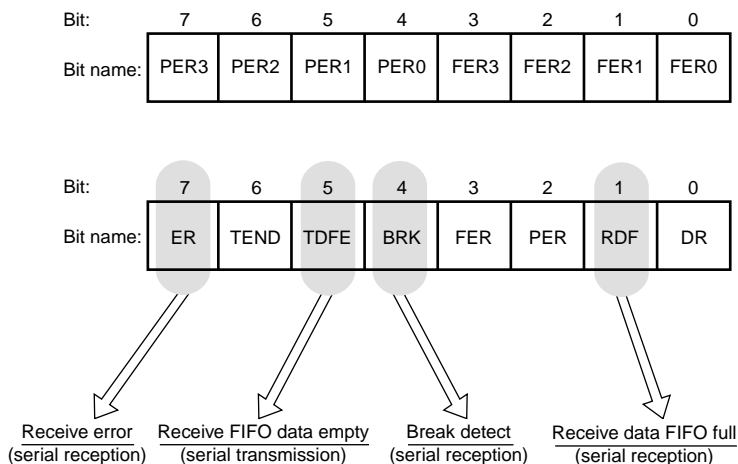 Bit: 7 6 5 4 3 2 1 0
Bit name: PER3 PER2 PER1 PER0 FER3 FER2 FER1 FER0
Bit: 7 6 5 4 3 2 1 0
Bit name: ER TEND TDFE BRK FER PER RDF DR
Receive error Receive FIFO data empty Break detect Receive data FIFO full
(serial reception) (serial transmission) (serial reception) (serial reception)